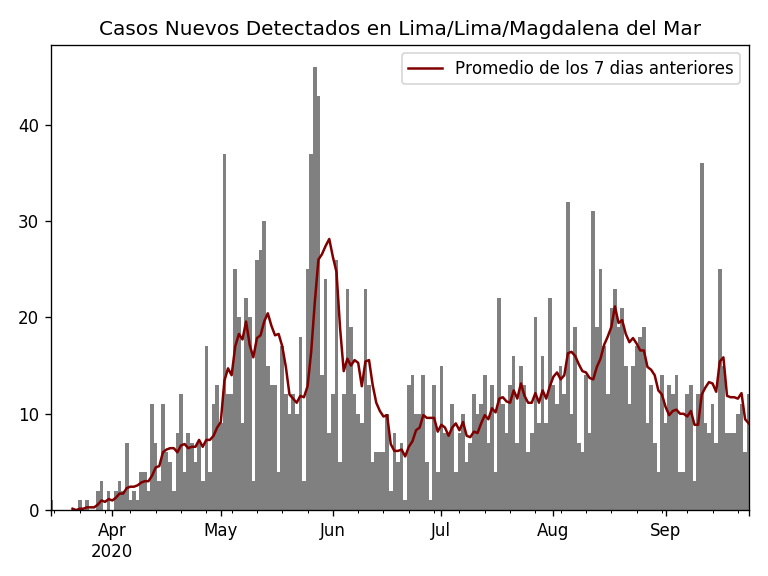 Casos Nuevos Detectados en Lima/Lima/Magdalena del Mar
Promedio de los 7 dias anteriores
40
30
20
10
0
Apr May Jun Jul Aug Sep
2020